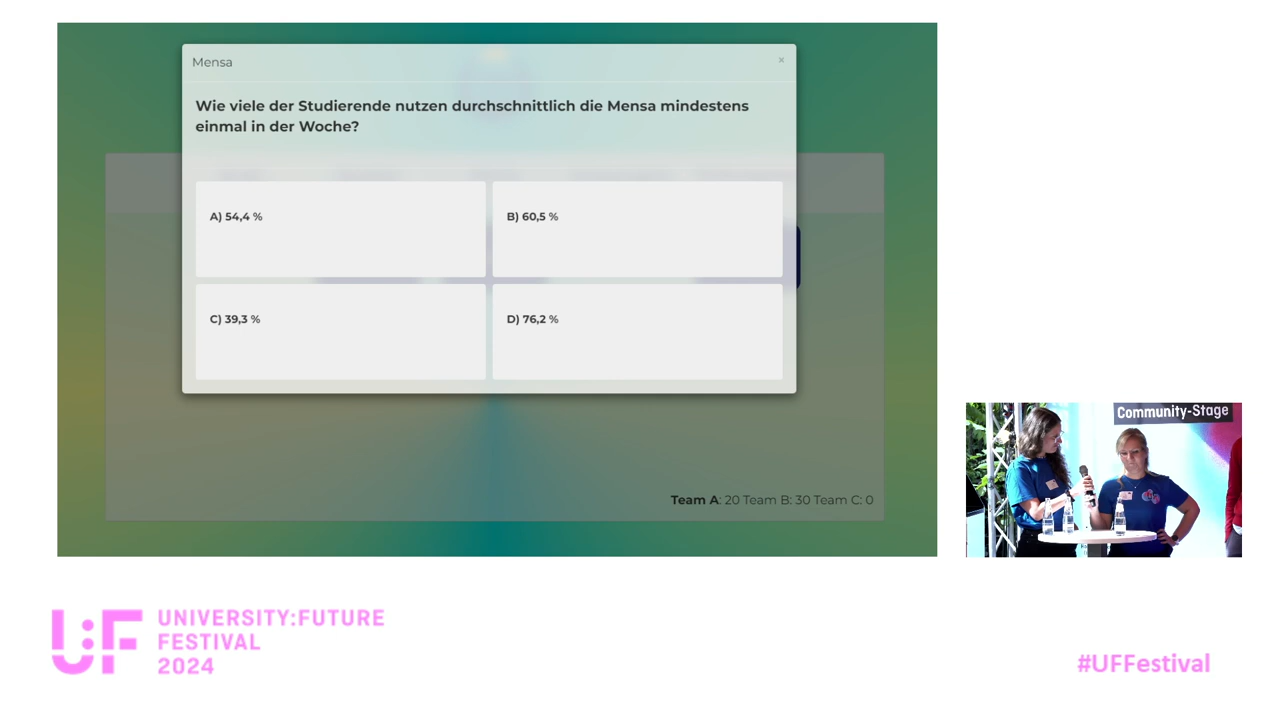 Mensa
×
Wie viele der Studierende nutzen durchschnittlich die Mensa mindestens
einmal in der Woche?
A) 54,4 %
B) 60,5 %
C) 39,3 %
D) 76,2 %
Team A: 20 Team B: 30 Team C: 0
Community-Stage
U:F
UNIVERSITY:FUTURE
FESTIVAL
2024
#UFFestival